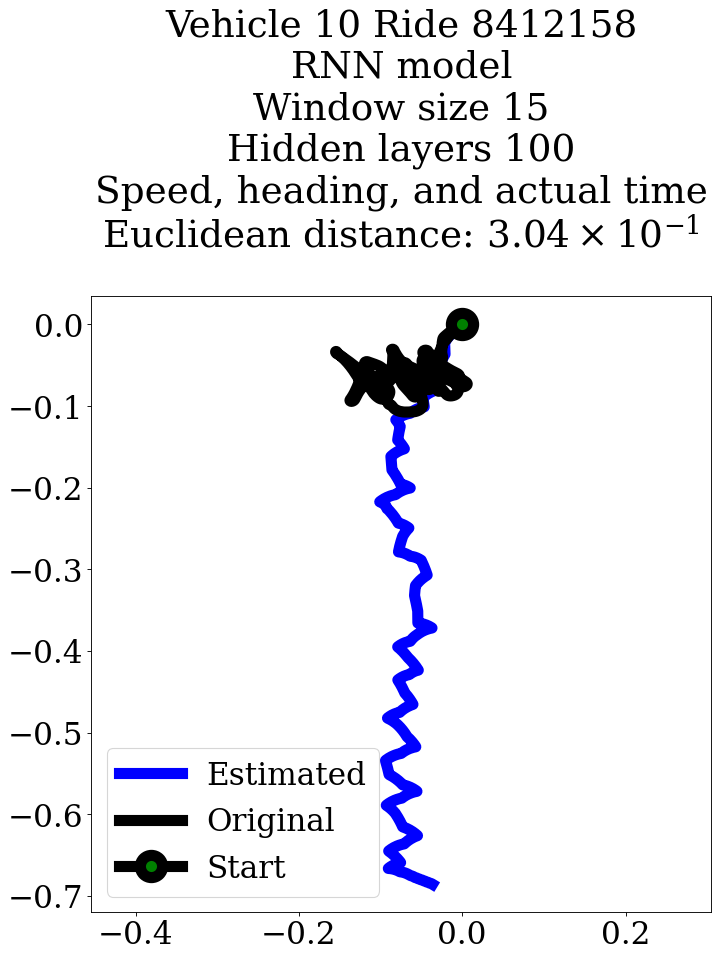 Vehicle 10 Ride 8412158
RNN model
Window size 15
Hidden layers 100
Speed, heading, and actual time
Euclidean distance: 3.04 × 10⁻¹
0.0
−0.1
−0.2
−0.3
−0.4
−0.5
−0.6
−0.7
Estimated
Original
Start
−0.4 −0.2 0.0 0.2